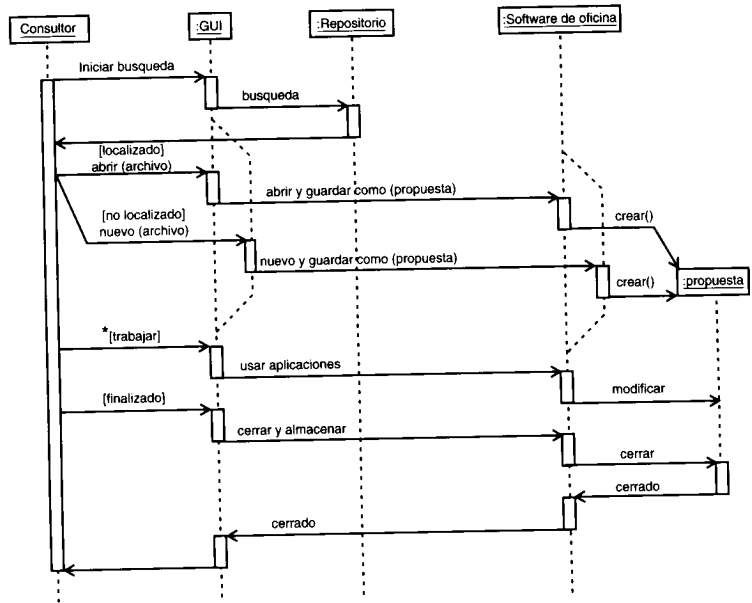 Consultor
:GUI
:Repositorio
:Software de oficina
Iniciar busqueda
busqueda
[localizado]
abrir (archivo)
abrir y guardar como (propuesta)
[no localizado]
nuevo (archivo)
crear()
nuevo y guardar como (propuesta)
crear()
:propuesta
*[trabajar]
usar aplicaciones
modificar
[finalizado]
cerrar y almacenar
cerrar
cerrado
cerrado